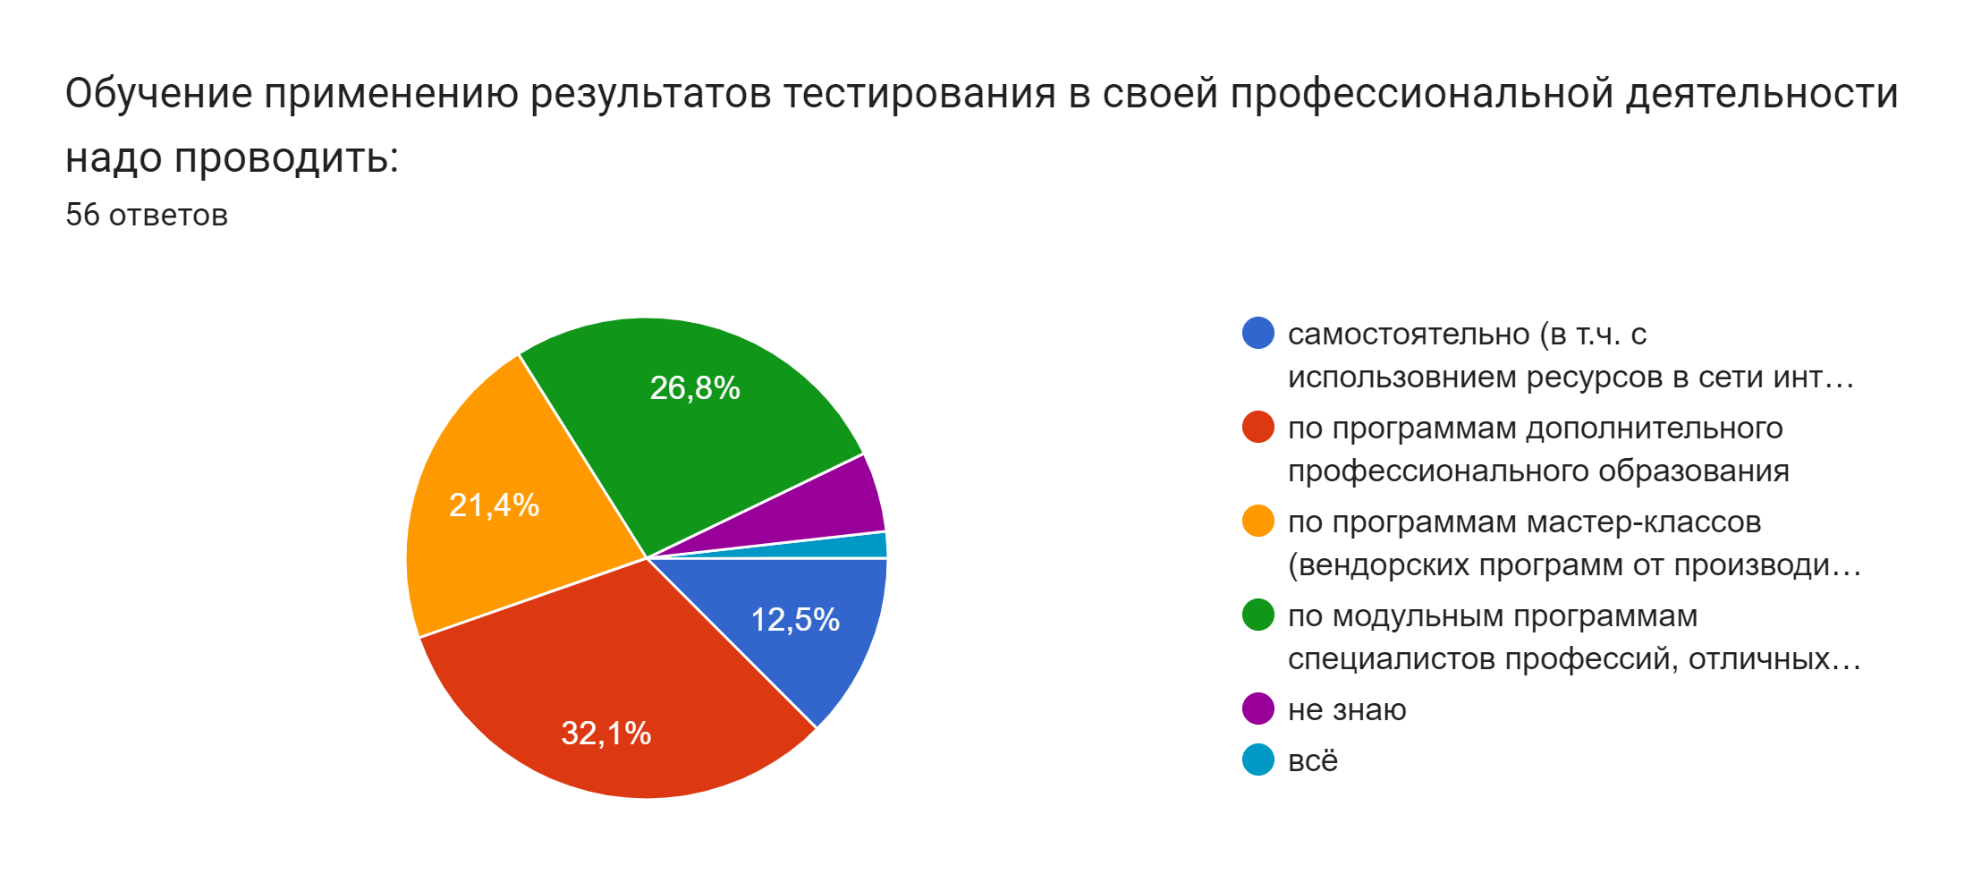 Обучение применению результатов тестирования в своей профессиональной деятельности
надо проводить:
56 ответов
26,8%
21,4%
12,5%
32,1%
самостоятельно (в т.ч. с
использовнием ресурсов в сети инт…
по программам дополнительного
профессионального образования
по программам мастер-классов
(вендорских программ от производи…
по модульным программам
специалистов профессий, отличных…
не знаю
всё